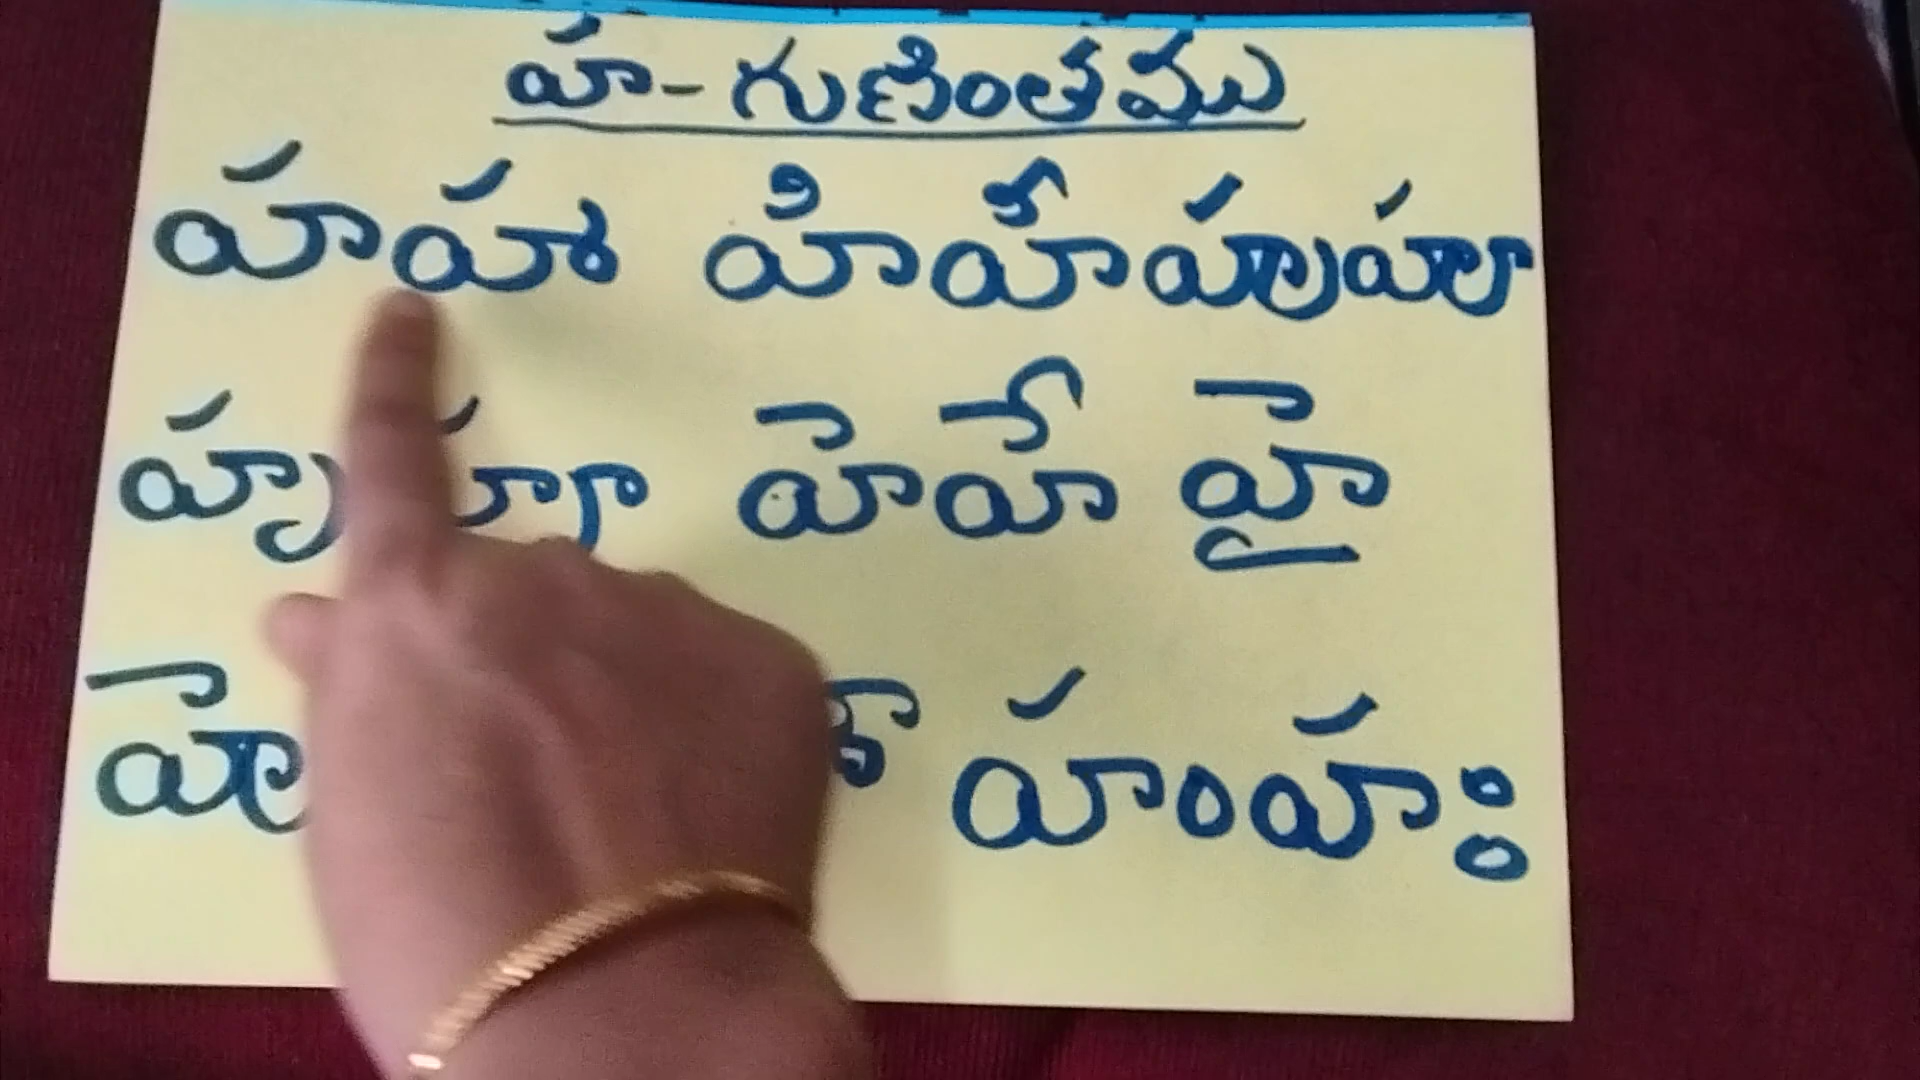 హ-గుణింతము
హ హా హి హీ హు హూ
హృ హె హే హై
హం హః